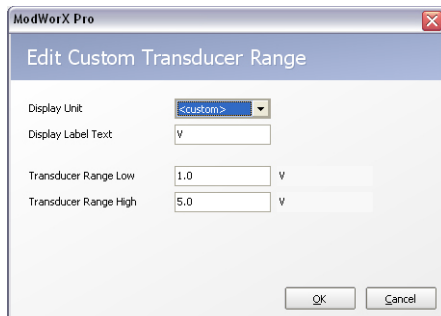 ModWorX Pro
Edit Custom Transducer Range
Display Unit <custom>
Display Label Text V
Transducer Range Low 1.0 V
Transducer Range High 5.0 V
OK Cancel